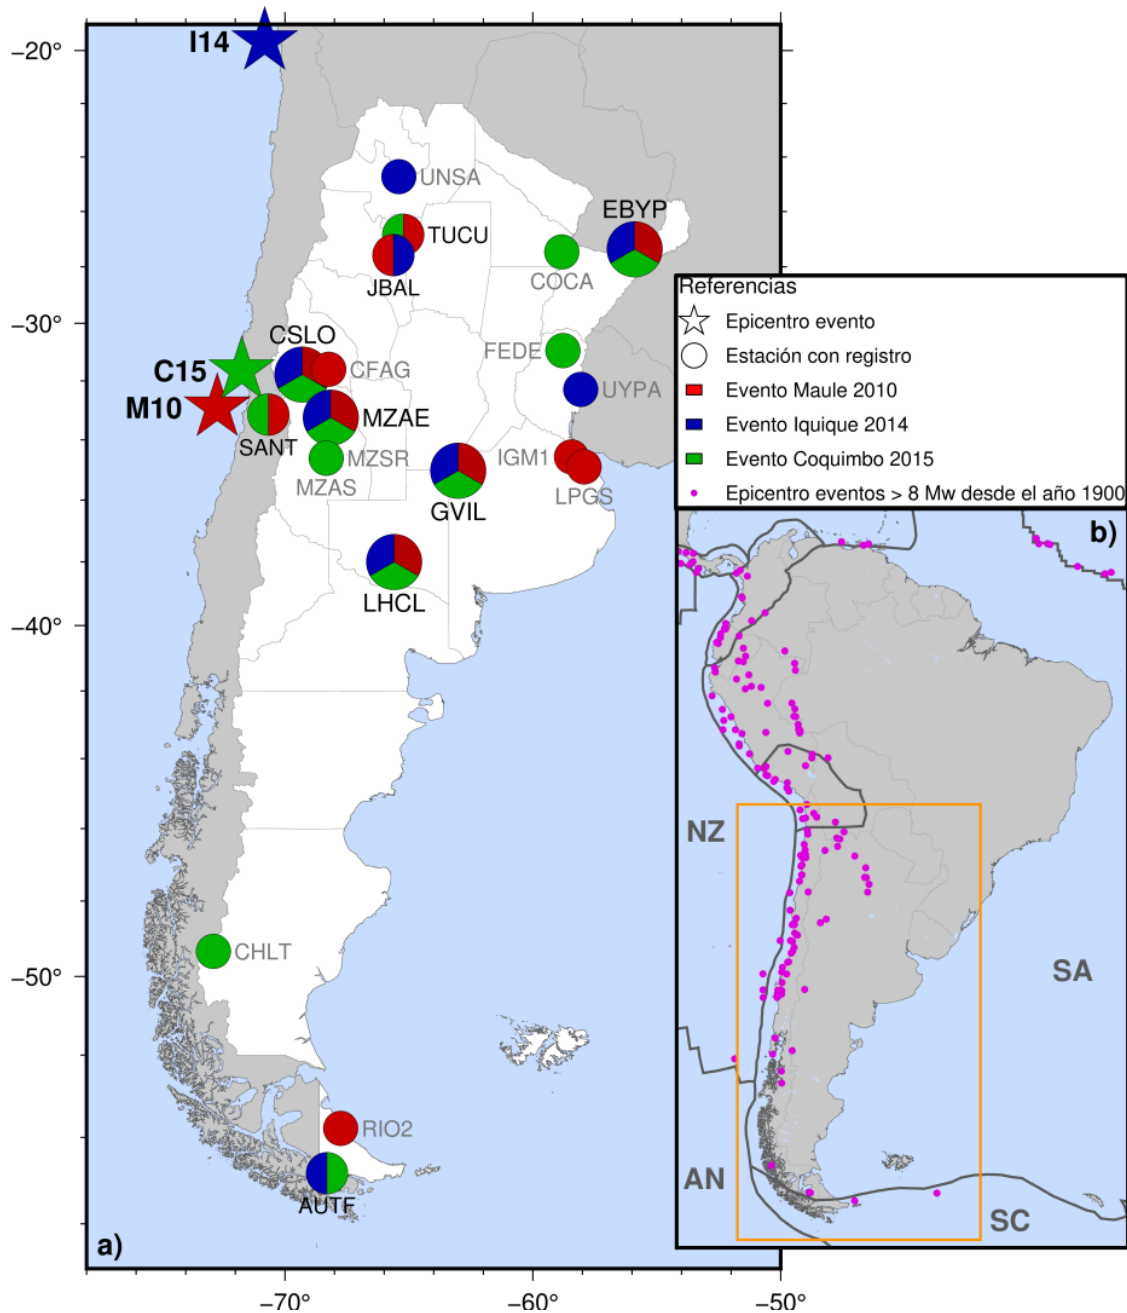 I14
−20°
UNSA
EBYP
TUCU
COCA
JBAL
Referencias
Epicentro evento
Estación con registro
Evento Maule 2010
Evento Iquique 2014
Evento Coquimbo 2015
Epicentro eventos > 8 Mw desde el año 1900
−30°
CSLO
C15
CFAG
FEDE
M10
UYPA
MZAE
SANT
MZSR
MZAS
IGM1
LPGS
GVIL
b)
LHCL
−40°
NZ
SA
CHLT
−50°
RIO2
AN
AUTF
SC
a)
−70°
−60°
−50°